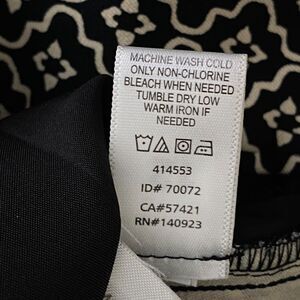 MACHINE WASH COLD
ONLY NON-CHLORINE
BLEACH WHEN NEEDED
TUMBLE DRY LOW
WARM IRON IF
NEEDED
414553
ID# 70072
CA#57421
RN#140923